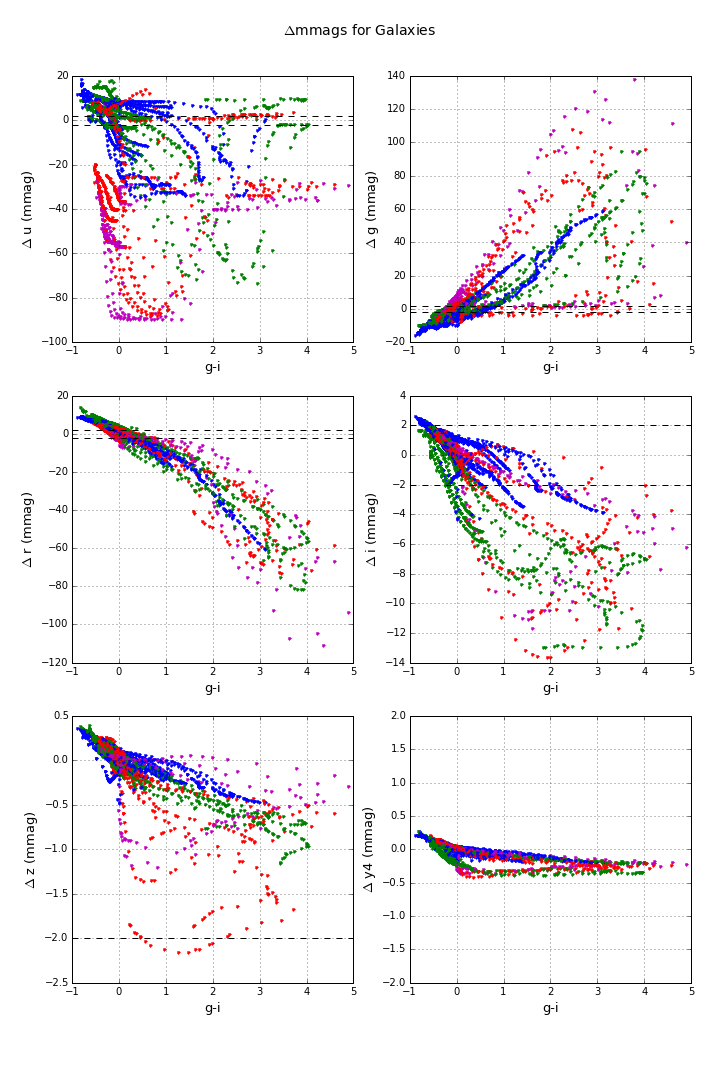 Δmmags for Galaxies
20
0
−20
−40
−60
−80
−100
Δ u (mmag)
−1 0 1 2 3 4 5
g-i
140
120
100
80
60
40
20
0
−20
Δ g (mmag)
−1 0 1 2 3 4 5
g-i
20
0
−20
−40
−60
−80
−100
−120
Δ r (mmag)
−1 0 1 2 3 4 5
g-i
4
2
0
−2
−4
−6
−8
−10
−12
−14
Δ i (mmag)
−1 0 1 2 3 4 5
g-i
0.5
0.0
−0.5
−1.0
−1.5
−2.0
−2.5
Δ z (mmag)
−1 0 1 2 3 4 5
g-i
2.0
1.5
1.0
0.5
0.0
−0.5
−1.0
−1.5
−2.0
Δ y4 (mmag)
−1 0 1 2 3 4 5
g-i